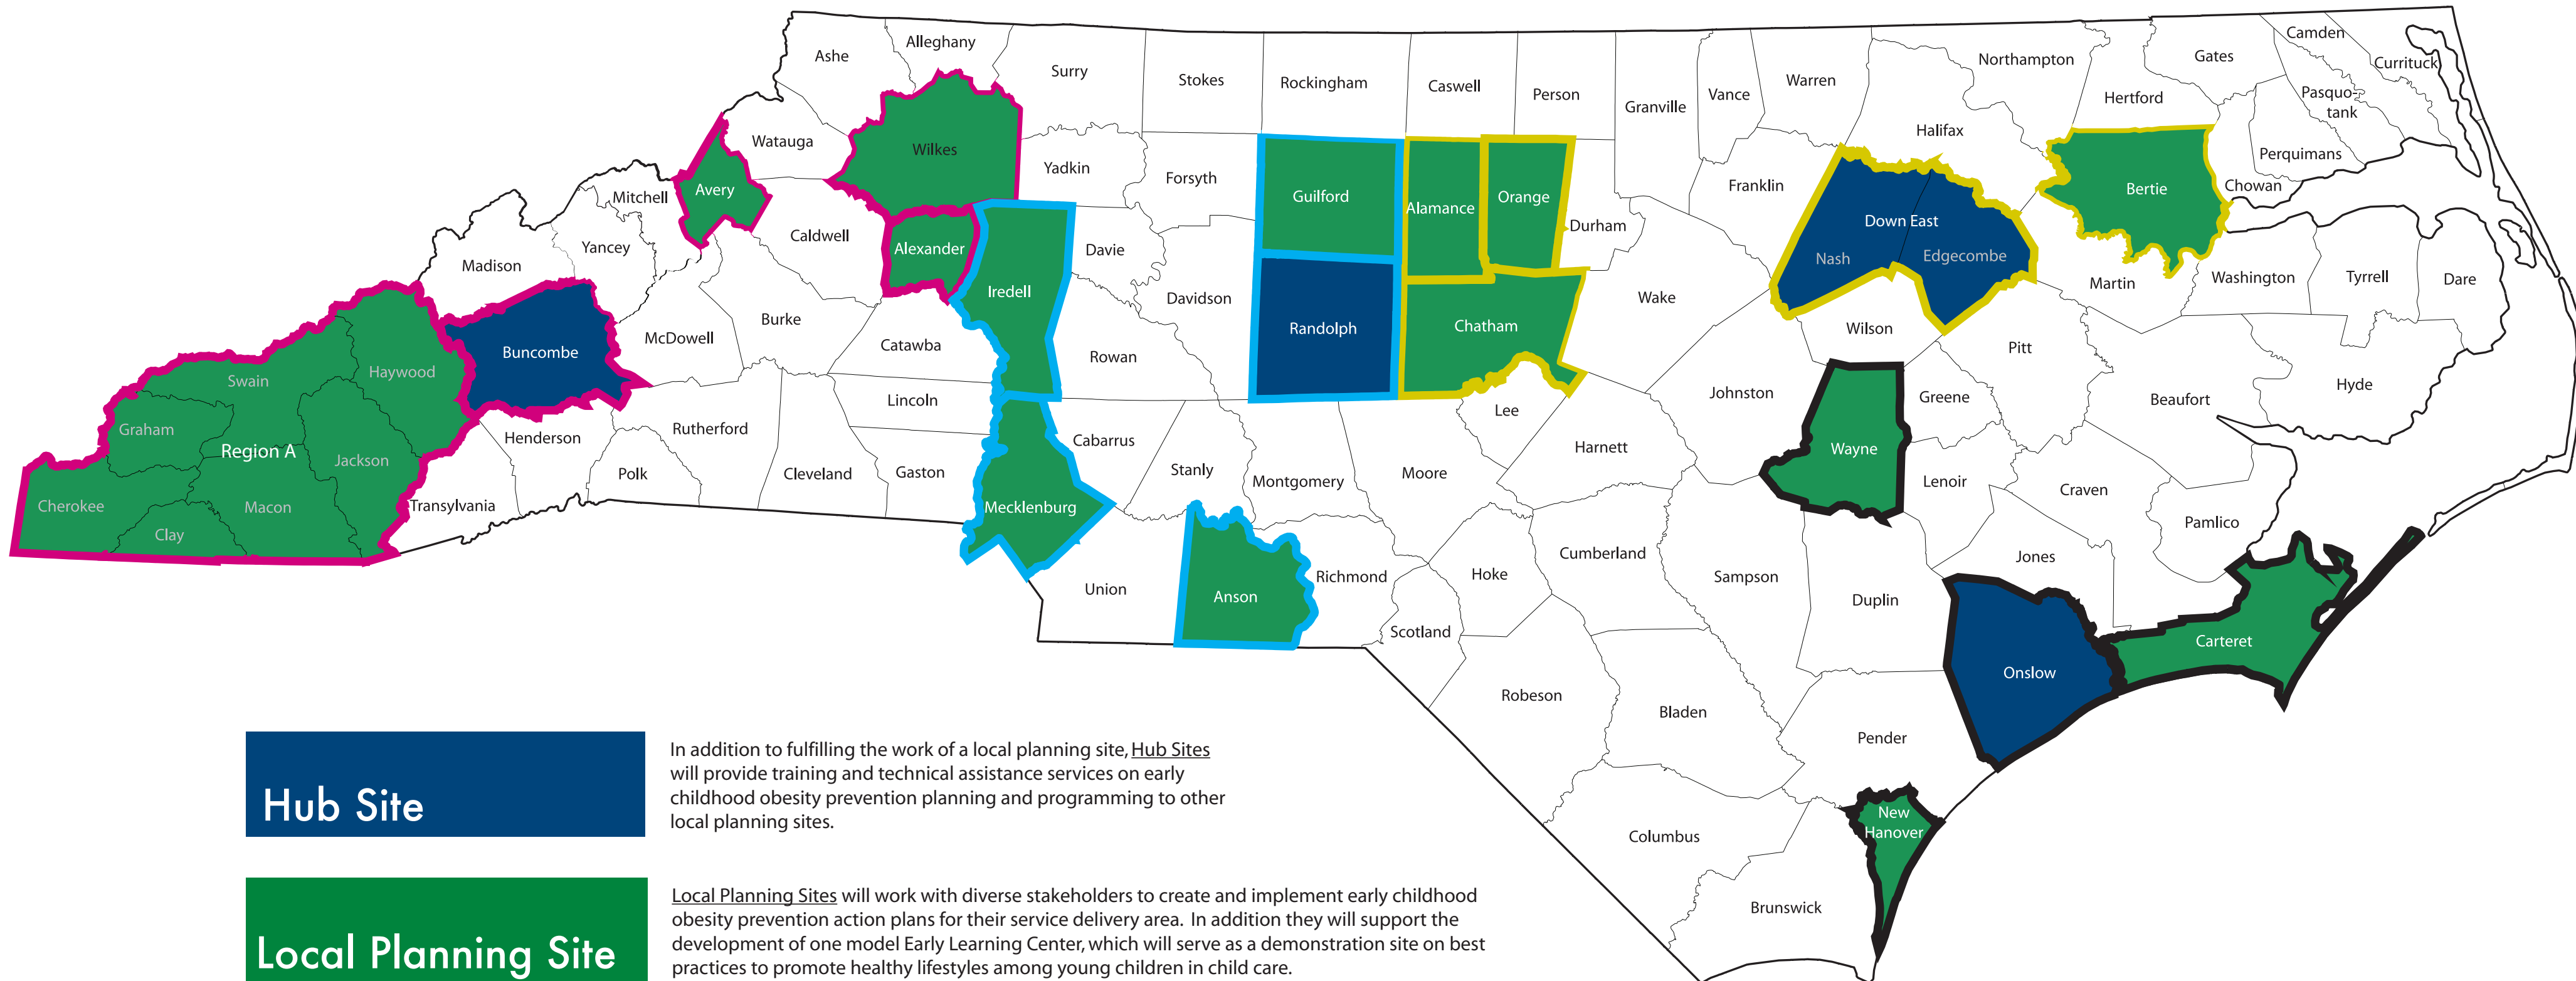 Ashe
Alleghany
Surry
Stokes
Rockingham
Caswell
Person
Granville
Vance
Warren
Northampton
Gates
Camden
Currituck
Hertford
Pasquo-
tank
Halifax
Perquimans
Chowan
Bertie
Watauga
Wilkes
Yadkin
Forsyth
Guilford
Alamance
Orange
Durham
Franklin
Down East
Nash
Edgecombe
Martin
Washington
Tyrrell
Dare
Mitchell
Avery
Yancey
Madison
Caldwell
Alexander
Iredell
Davie
Davidson
Randolph
Chatham
Wake
Wilson
Pitt
Buncombe
McDowell
Burke
Catawba
Rowan
Johnston
Greene
Beaufort
Hyde
Swain
Haywood
Graham
Region A
Jackson
Cherokee
Macon
Clay
Transylvania
Henderson
Polk
Rutherford
Cleveland
Lincoln
Gaston
Mecklenburg
Cabarrus
Stanly
Montgomery
Moore
Lee
Harnett
Wayne
Lenoir
Craven
Pamlico
Jones
Union
Anson
Richmond
Scotland
Hoke
Cumberland
Sampson
Duplin
Onslow
Carteret
Robeson
Bladen
Pender
Columbus
New
Hanover
Brunswick
Hub Site
In addition to fulfilling the work of a local planning site, Hub Sites
will provide training and technical assistance services on early
childhood obesity prevention planning and programming to other
local planning sites.
Local Planning Site
Local Planning Sites will work with diverse stakeholders to create and implement early childhood
obesity prevention action plans for their service delivery area.  In addition they will support the
development of one model Early Learning Center, which will serve as a demonstration site on best
practices to promote healthy lifestyles among young children in child care.